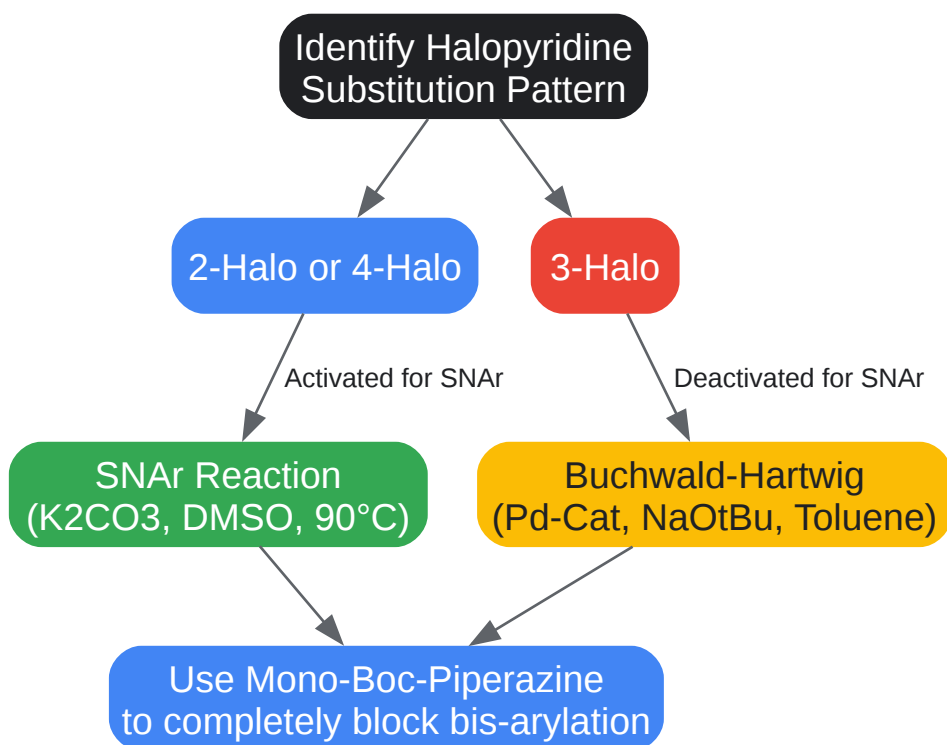 Identify Halopyridine
Substitution Pattern
2-Halo or 4-Halo
3-Halo
Activated for SNAr
Deactivated for SNAr
SNAr Reaction
(K2CO3, DMSO, 90°C)
Buchwald-Hartwig
(Pd-Cat, NaOtBu, Toluene)
Use Mono-Boc-Piperazine
to completely block bis-arylation